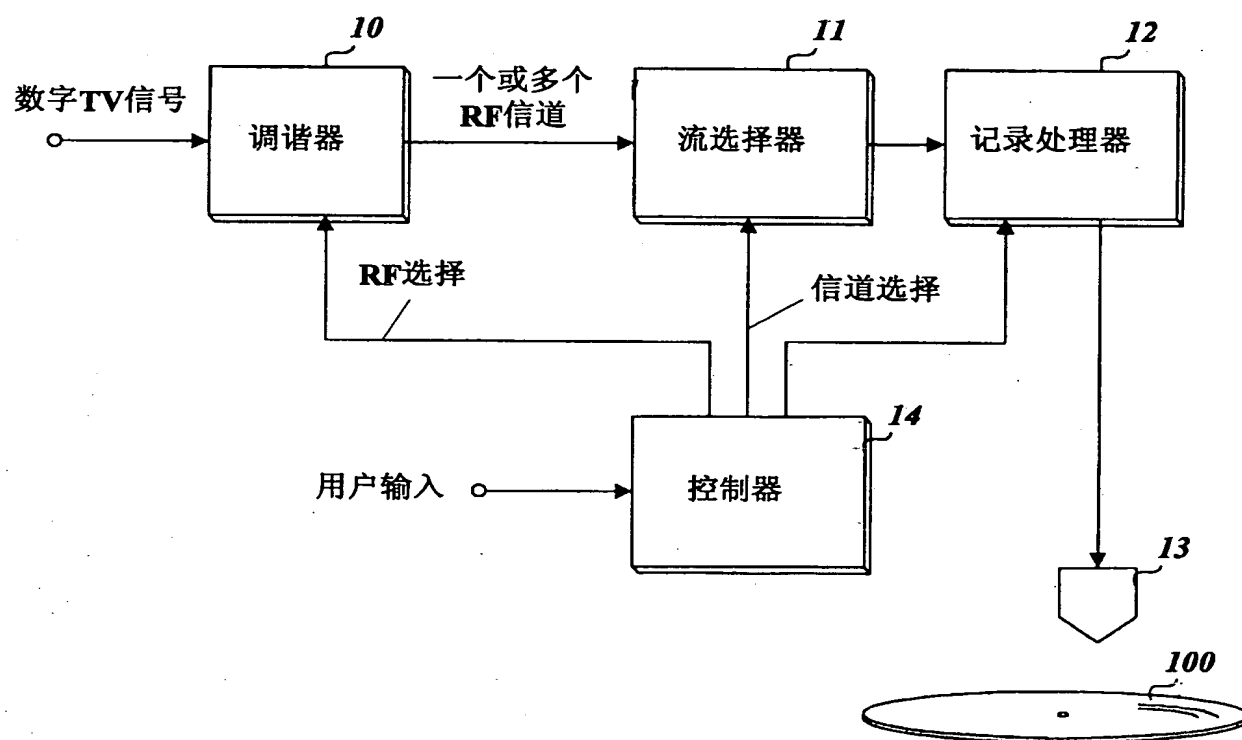 10
11
12
数字TV信号
调谐器
一个或多个
RF信道
流选择器
记录处理器
RF选择
信道选择
14
用户输入
控制器
13
100